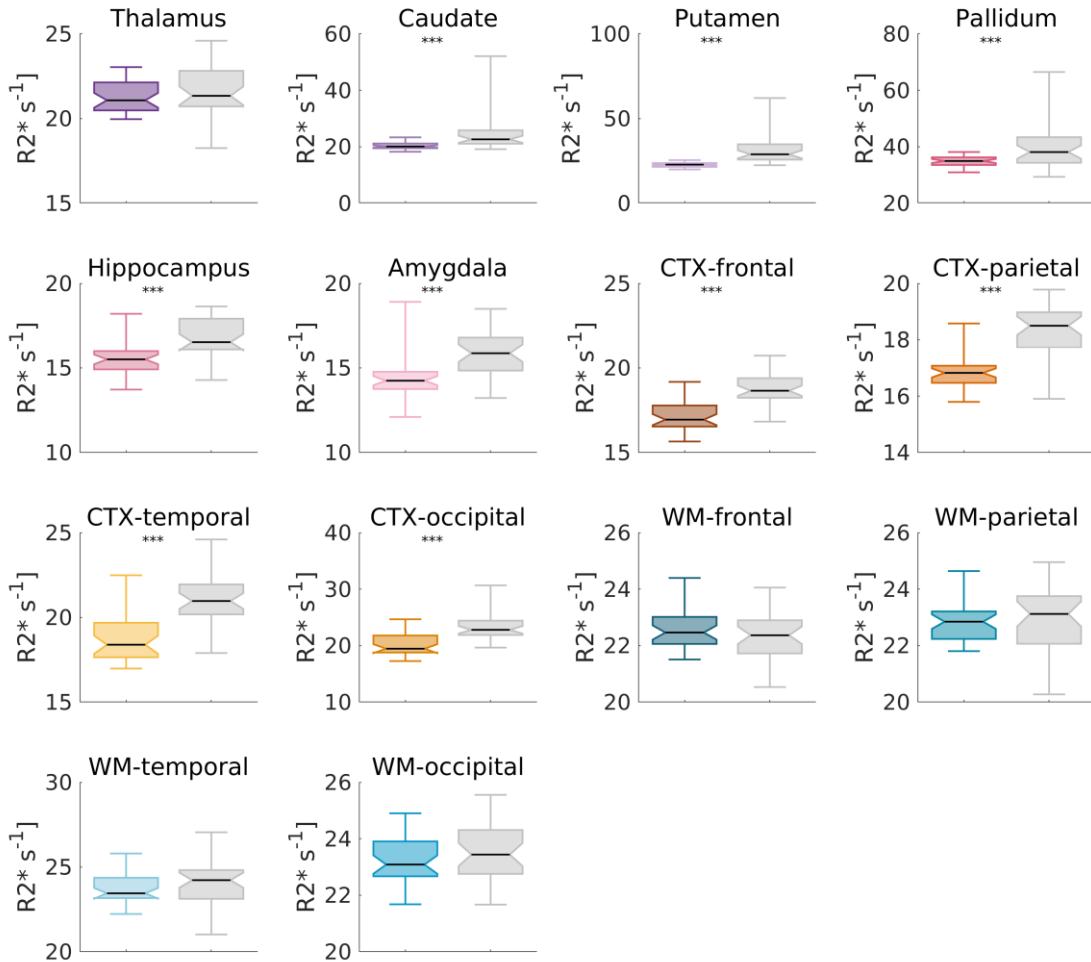 Thalamus
25
20
15
R2* s⁻¹]
Caudate
***
60
40
20
0
R2* s⁻¹]
Putamen
***
100
50
0
R2* s⁻¹]
Pallidum
***
80
60
40
20
R2* s⁻¹]
Hippocampus
***
20
15
10
R2* s⁻¹]
Amygdala
***
20
15
10
R2* s⁻¹]
CTX-frontal
***
25
20
15
R2* s⁻¹]
CTX-parietal
***
20
18
16
14
R2* s⁻¹]
CTX-temporal
***
25
20
15
R2* s⁻¹]
CTX-occipital
***
40
30
20
10
R2* s⁻¹]
WM-frontal
26
24
22
20
R2* s⁻¹]
WM-parietal
26
24
22
20
R2* s⁻¹]
WM-temporal
30
25
20
R2* s⁻¹]
WM-occipital
26
24
22
20
R2* s⁻¹]